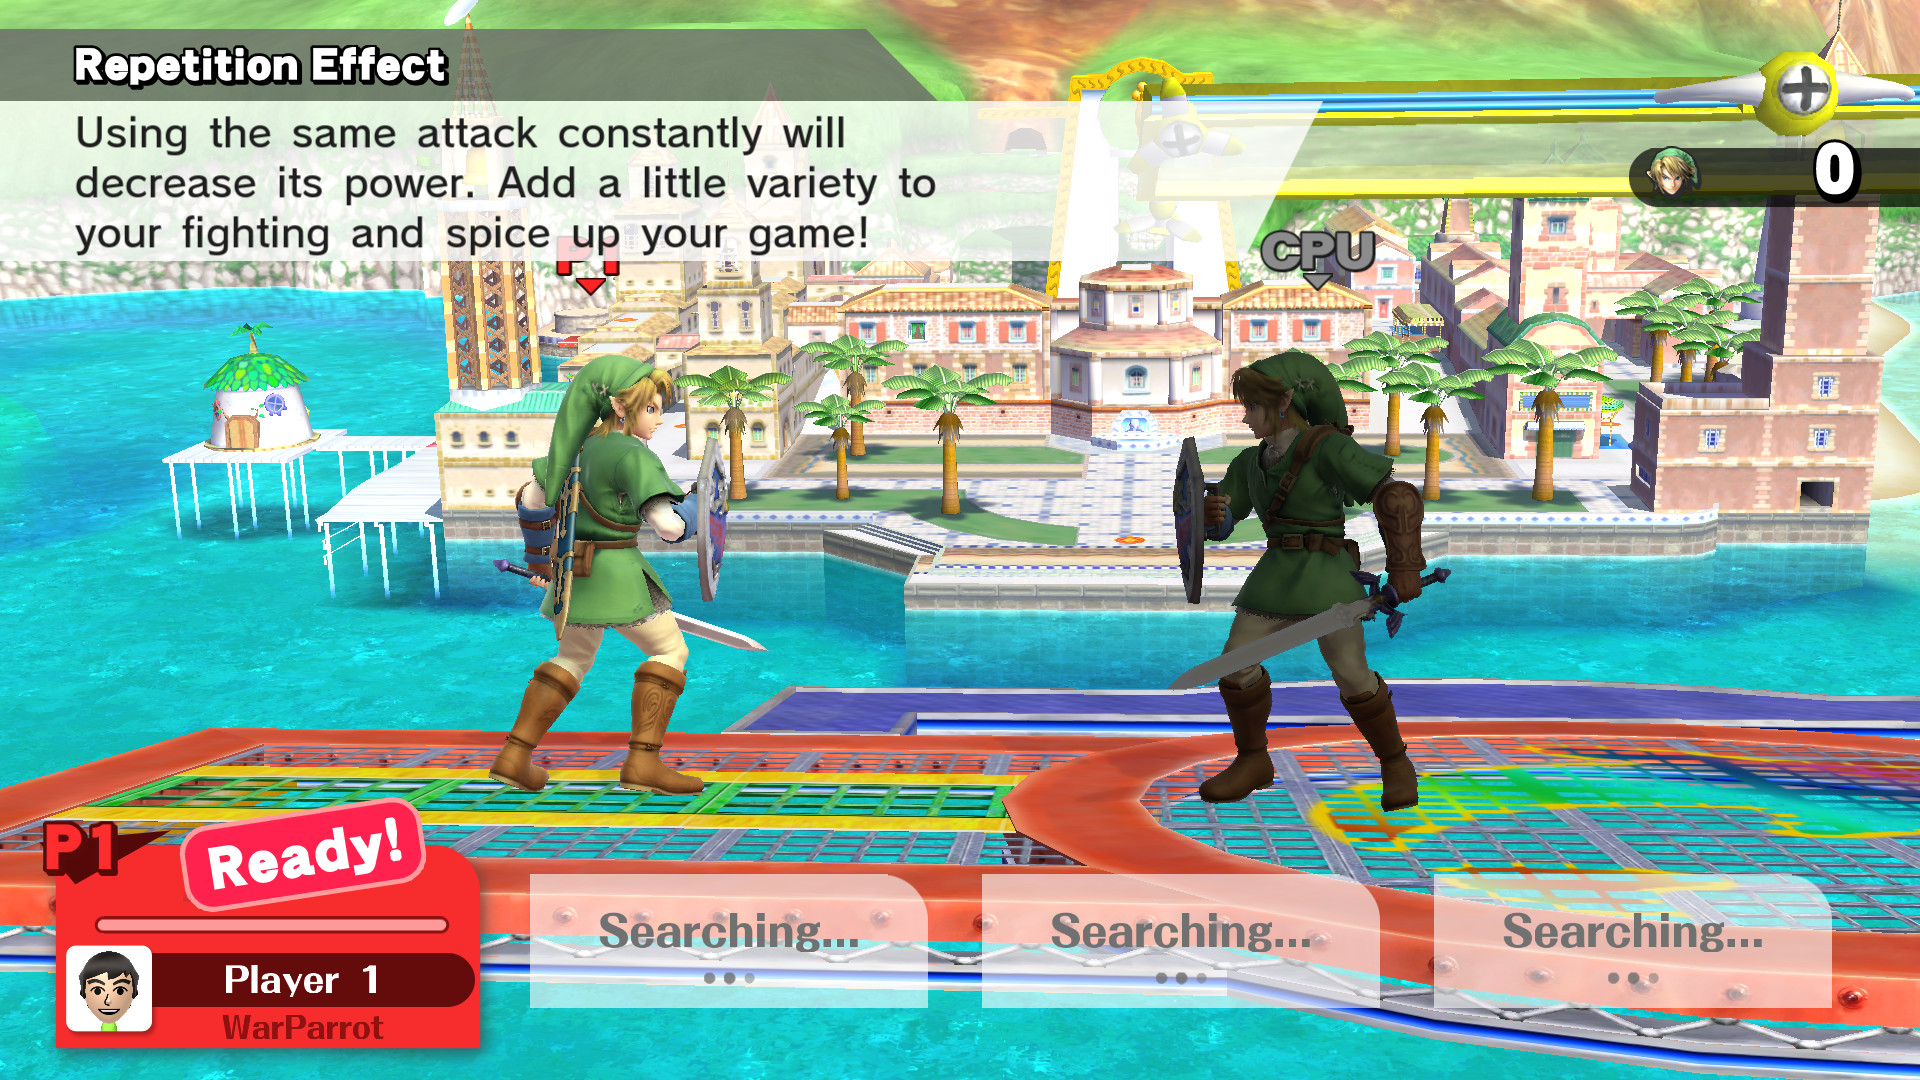 Repetition Effect
Using the same attack constantly will
decrease its power. Add a little variety to
your fighting and spice up your game!
0
P1
CPU
P1
Ready!
Searching...
Searching...
Searching...
Player 1
WarParrot